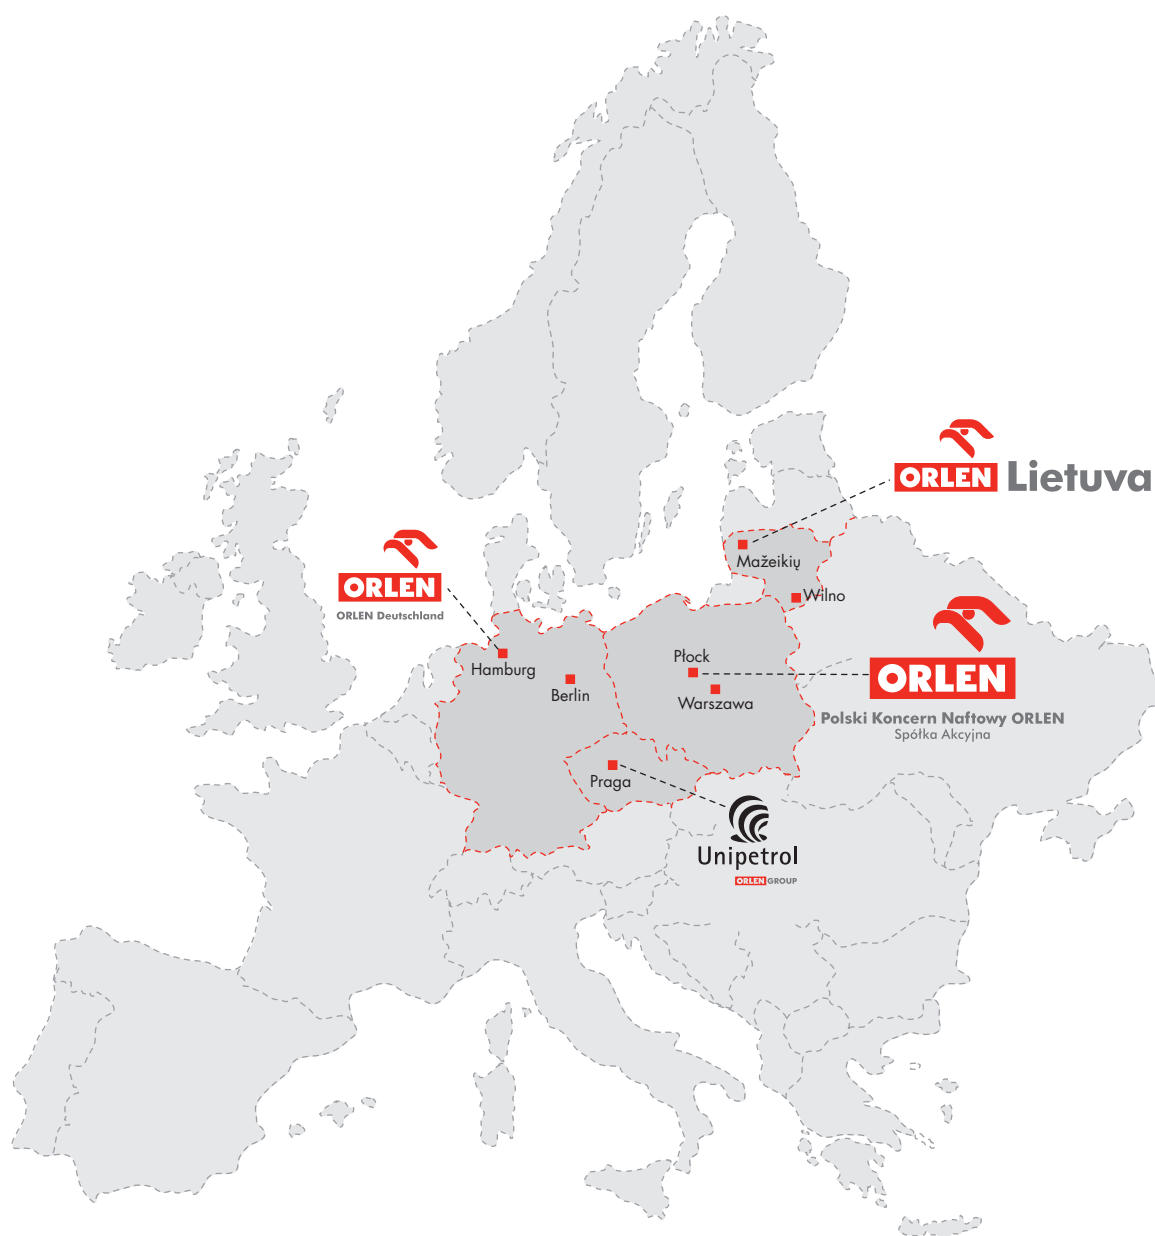 ORLEN Lietuva
Mažeikių
ORLEN
ORLEN Deutschland
Wilno
Hamburg
Berlin
Płock
Warszawa
ORLEN
Polski Koncern Naftowy ORLEN
Spółka Akcyjna
Praga
Unipetrol
ORLEN GROUP